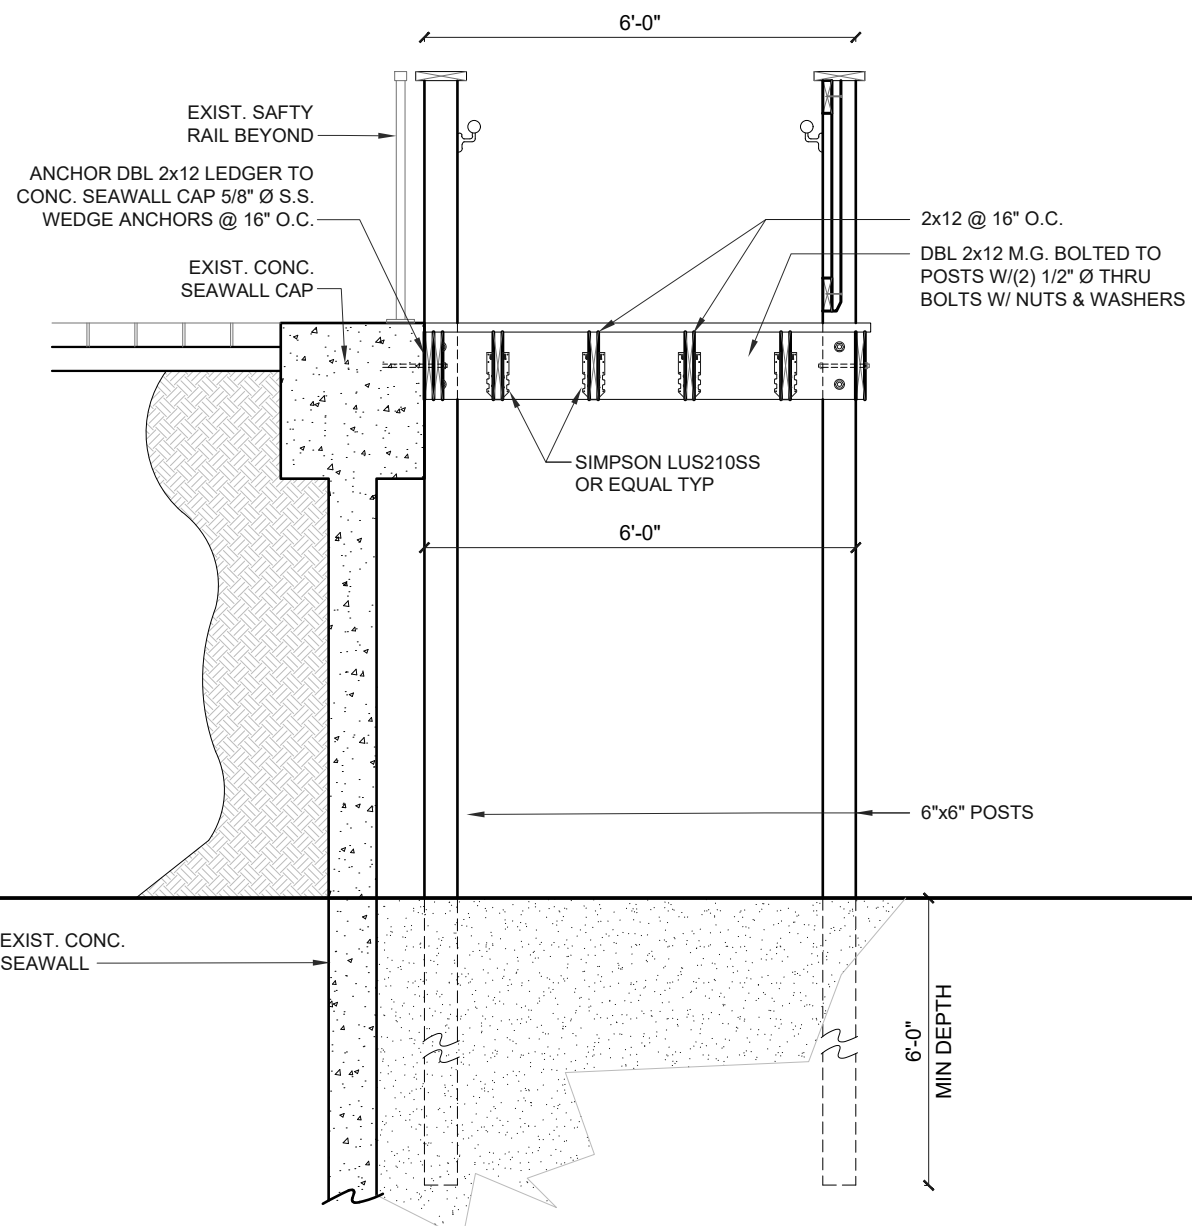 6'-0"
EXIST. SAFTY
RAIL BEYOND
ANCHOR DBL 2x12 LEDGER TO
CONC. SEAWALL CAP 5/8" Ø S.S.
WEDGE ANCHORS @ 16" O.C.
EXIST. CONC.
SEAWALL CAP
2x12 @ 16" O.C.
DBL 2x12 M.G. BOLTED TO
POSTS W/(2) 1/2" Ø THRU
BOLTS W/ NUTS & WASHERS
SIMPSON LUS210SS
OR EQUAL TYP
6'-0"
6"x6" POSTS
EXIST. CONC.
SEAWALL
6'-0"
MIN DEPTH